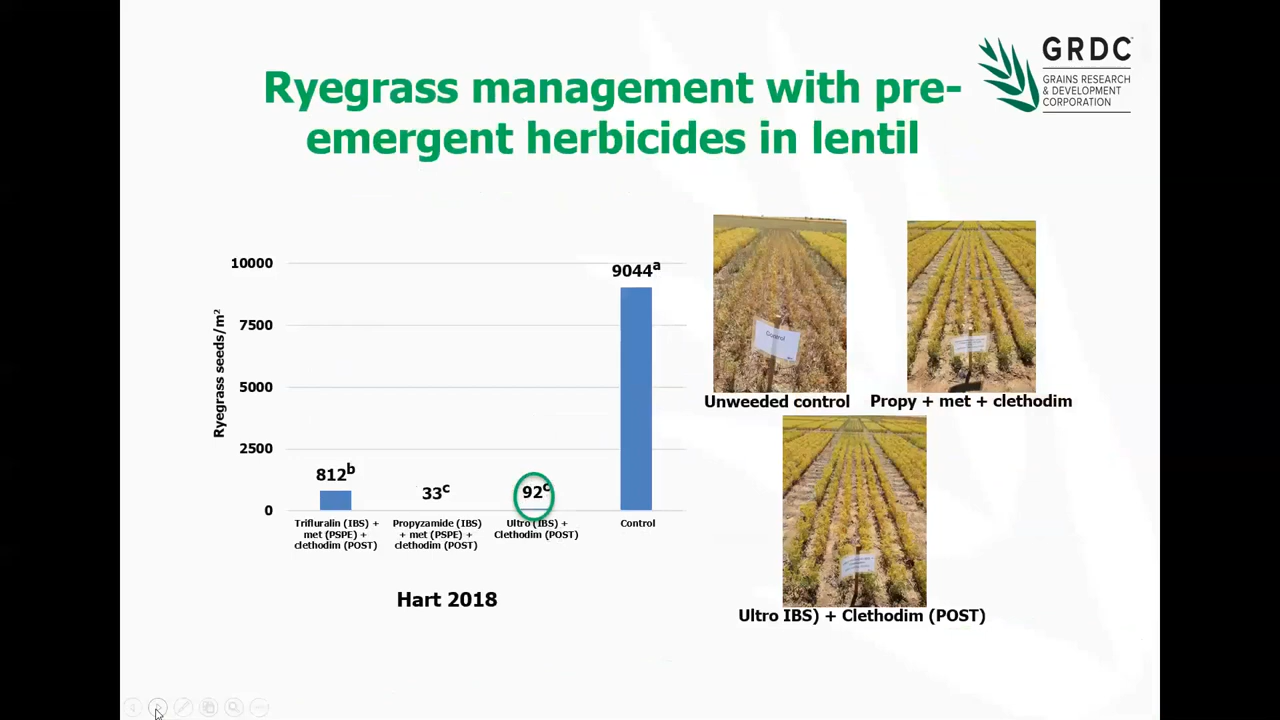 Ryegrass management with pre-
emergent herbicides in lentil
GRDC
GRAINS RESEARCH
& DEVELOPMENT
CORPORATION
10000
7500
5000
2500
0
Ryegrass seeds/m²
812ᵇ
33ᶜ
92ᶜ
9044ᵃ
Trifluralin (IBS) +
met (PSPE) +
clethodim (POST)
Propyzamide (IBS)
+ met (PSPE) +
clethodim (POST)
Ultro (IBS) +
Clethodim (POST)
Control
Hart 2018
Control
Unweeded control
Propy + met + clethodim
Ultro IBS) + Clethodim (POST)